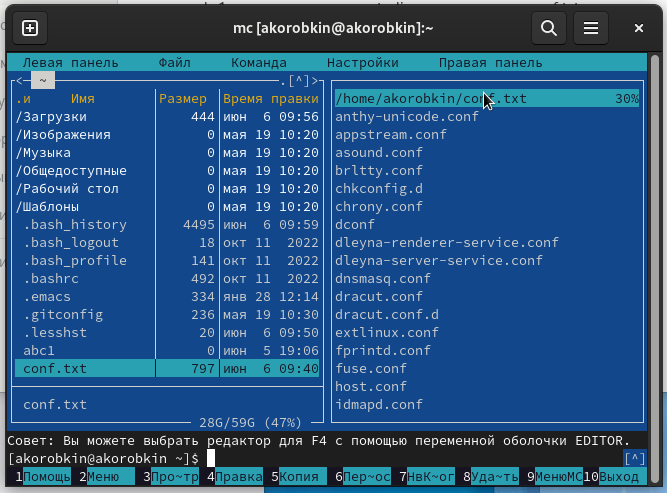 mc [akorobkin@akorobkin]:~
Левая панель Файл Команда Настройки Правая панель
<─ ~ .[^]>
.и Имя Размер Время правки
/Загрузки 444 июн 6 09:56
/Изображения 0 мая 19 10:20
/Музыка 0 мая 19 10:20
/Общедоступные 0 мая 19 10:20
/Рабочий стол 0 мая 19 10:20
/Шаблоны 0 мая 19 10:20
.bash_history 4495 июн 6 09:59
.bash_logout 18 окт 11 2022
.bash_profile 141 окт 11 2022
.bashrc 492 окт 11 2022
.emacs 334 янв 28 12:14
.gitconfig 236 мая 19 10:30
.lesshst 20 июн 6 09:50
abc1 0 июн 5 19:06
conf.txt 797 июн 6 09:40
conf.txt
28G/59G (47%)
/home/akorobkin/conf.txt 30%
anthy-unicode.conf
appstream.conf
asound.conf
brltty.conf
chkconfig.d
chrony.conf
dconf
dleyna-renderer-service.conf
dleyna-server-service.conf
dnsmasq.conf
dracut.conf
dracut.conf.d
extlinux.conf
fprintd.conf
fuse.conf
host.conf
idmapd.conf
Совет: Вы можете выбрать редактор для F4 с помощью переменной оболочки EDITOR.
[akorobkin@akorobkin ~]$ [^]
1Помощь 2Меню 3Про~тр 4Правка 5Копия 6Пер~ос 7НвК~ог 8Уда~ть 9МенюMC 10Выход